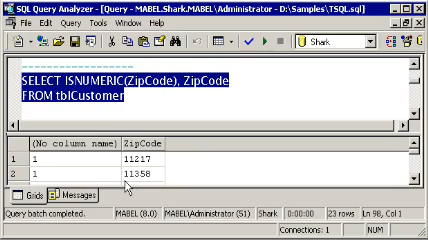 SQL Query Analyzer - [Query - MABEL.Shark.MABEL\Administrator - D:\Samples\TSQL.sql]
File Edit Query Tools Window Help
Shark
SELECT ISNUMERIC(ZipCode), ZipCode
FROM tblCustomer
(No column name) ZipCode
1 1 11217
2 1 11358
Grids Messages
Query batch completed. MABEL (8.0) MABEL\Administrator (51) Shark 0:00:00 23 rows Ln 98, Col 1
Connections: 1 NUM